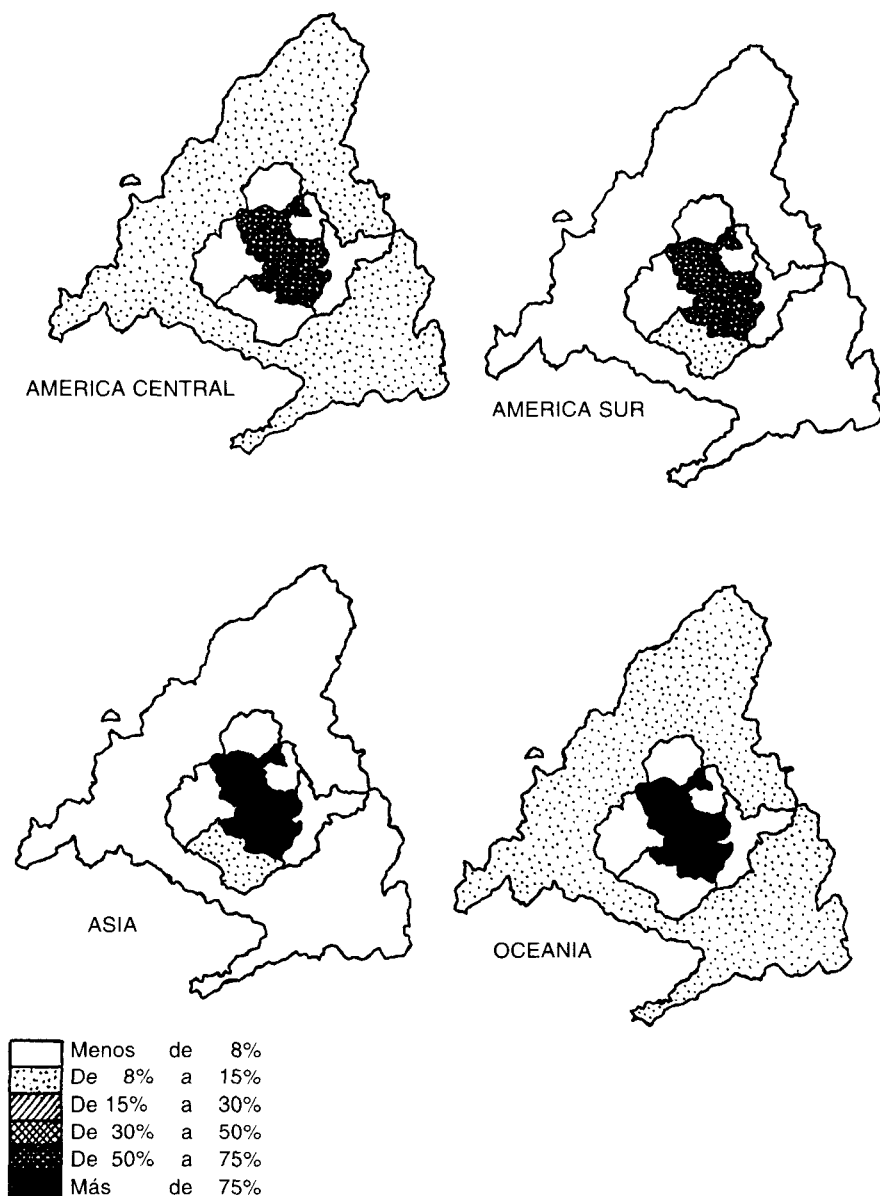 AMERICA CENTRAL
AMERICA SUR
ASIA
OCEANIA
Menos de 8%
De 8% a 15%
De 15% a 30%
De 30% a 50%
De 50% a 75%
Más de 75%